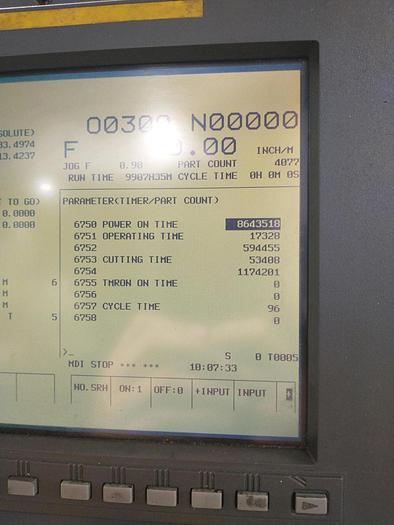 O0300 N00000
SOLUTE)
33.4974
13.4237
F 0.00 INCH/M
JOG F 0.98 PART COUNT 4077
RUN TIME 9907H35M CYCLE TIME 0H 0M 0S
T TO GO)
0.0000
0.0000
PARAMETER(TIMER/PART COUNT)
6750 POWER ON TIME 8643518
6751 OPERATING TIME 17328
6752 594455
6753 CUTTING TIME 53408
6754 1174201
6755 TMRON ON TIME 0
6756 0
6757 CYCLE TIME 96
6758 0
M 6
M
M
T 5
>_
S 0 T0005
MDI STOP *** *** 10:07:33
NO.SRH ON:1 OFF:0 +INPUT INPUT